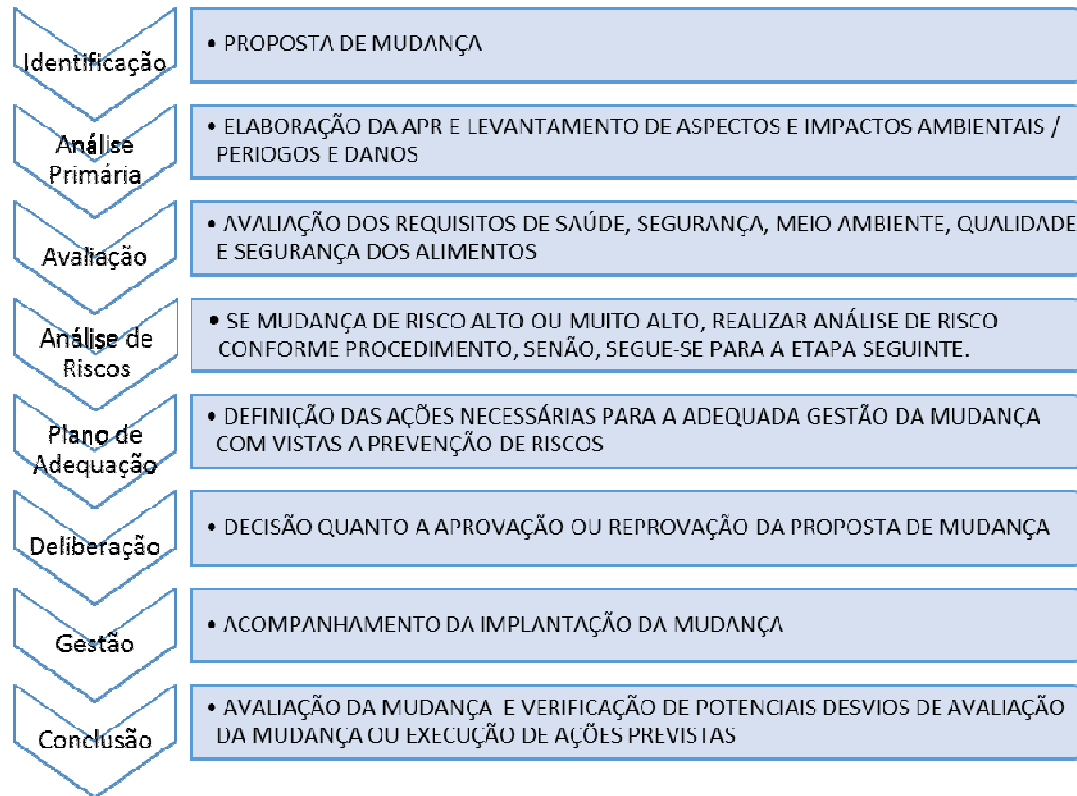 Identificação
• PROPOSTA DE MUDANÇA
Análise
Primária
• ELABORAÇÃO DA APR E LEVANTAMENTO DE ASPECTOS E IMPACTOS AMBIENTAIS /
PERIOGOS E DANOS
Avaliação
• AVALIAÇÃO DOS REQUISITOS DE SAÚDE, SEGURANÇA, MEIO AMBIENTE, QUALIDADE
E SEGURANÇA DOS ALIMENTOS
Análise de
Riscos
• SE MUDANÇA DE RISCO ALTO OU MUITO ALTO, REALIZAR ANÁLISE DE RISCO
CONFORME PROCEDIMENTO, SENÃO, SEGUE-SE PARA A ETAPA SEGUINTE.
Plano de
Adequação
• DEFINIÇÃO DAS AÇÕES NECESSÁRIAS PARA A ADEQUADA GESTÃO DA MUDANÇA
COM VISTAS A PREVENÇÃO DE RISCOS
Deliberação
• DECISÃO QUANTO A APROVAÇÃO OU REPROVAÇÃO DA PROPOSTA DE MUDANÇA
Gestão
• ACOMPANHAMENTO DA IMPLANTAÇÃO DA MUDANÇA
Conclusão
• AVALIAÇÃO DA MUDANÇA E VERIFICAÇÃO DE POTENCIAIS DESVIOS DE AVALIAÇÃO
DA MUDANÇA OU EXECUÇÃO DE AÇÕES PREVISTAS